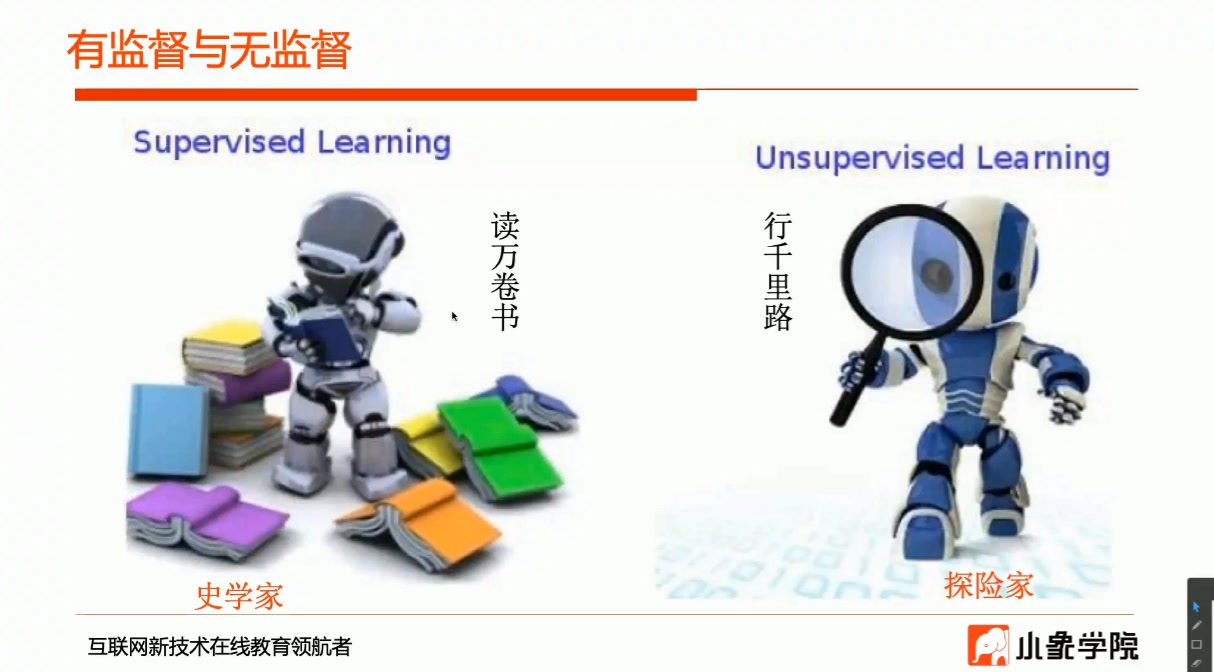 有监督与无监督
Supervised Learning
Unsupervised Learning
读万卷书
行千里路
史学家
探险家
互联网新技术在线教育领航者
小象学院